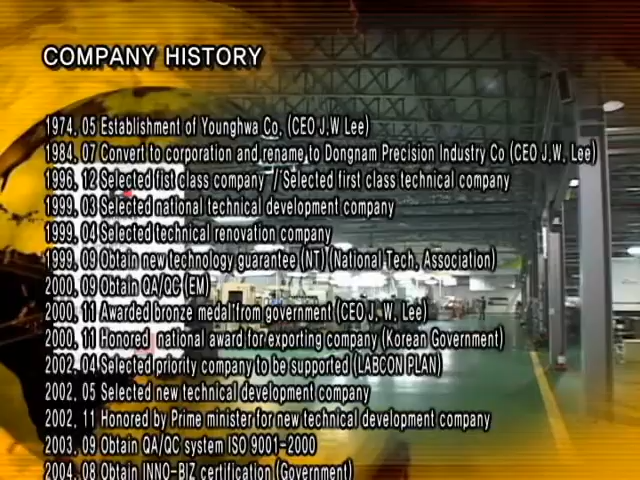 COMPANY HISTORY
1974. 05 Establishment of Younghwa Co. (CEO J.W Lee)
1984. 07 Convert to corporation and rename to Dongnam Precision Industry Co (CEO J.W. Lee)
1996. 12 Selected fist class company / Selected first class technical company
1999. 03 Selected national technical development company
1999. 04 Selected technical renovation company
1999. 09 Obtain new technology guarantee (NT) (National Tech. Association)
2000. 09 Obtain QA/QC (EM)
2000. 11 Awarded bronze medal from government (CEO J. W. Lee)
2000. 11 Honored national award for exporting company (Korean Government)
2002. 04 Selected priority company to be supported (LABCON PLAN)
2002. 05 Selected new technical development company
2002. 11 Honored by Prime minister for new technical development company
2003. 09 Obtain QA/QC system ISO 9001-2000
2004. 08 Obtain INNO-BIZ certification (Government)